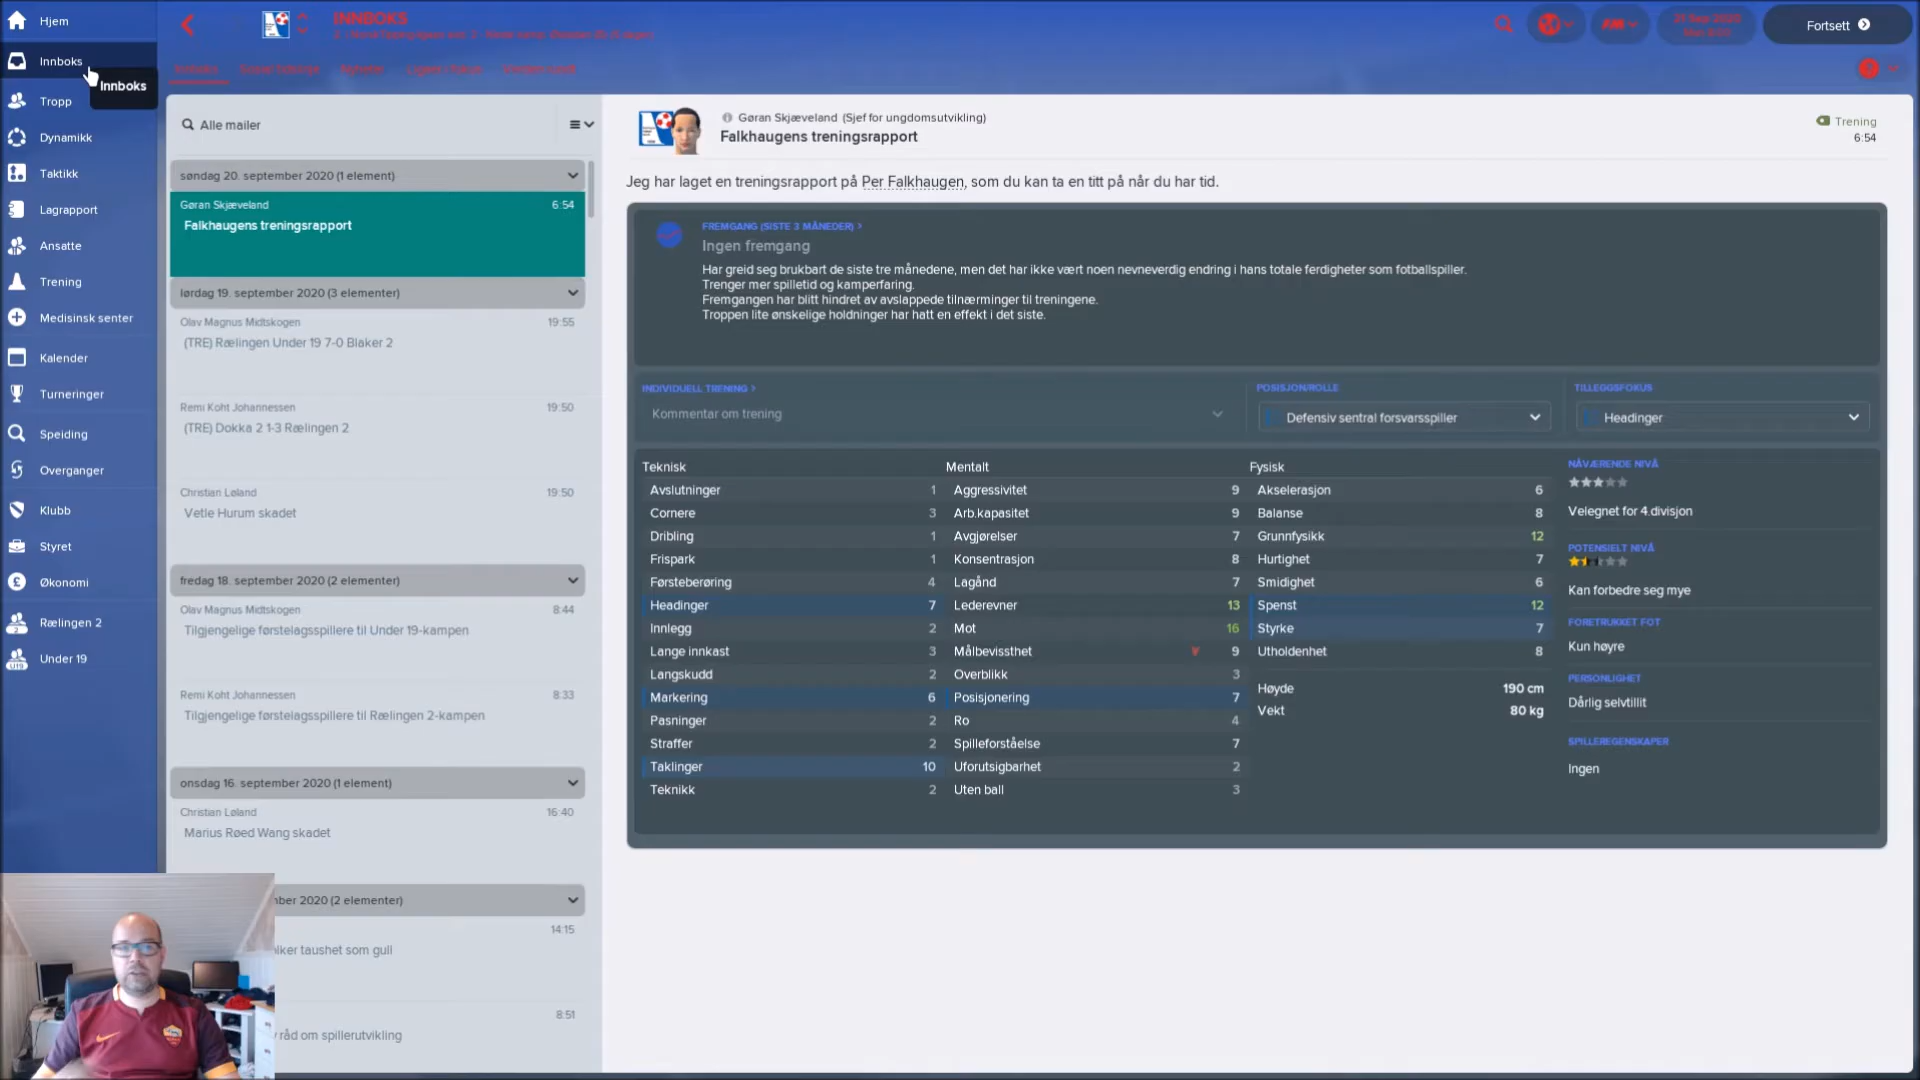 Hjem
Innboks
Innboks
Tropp
Dynamikk
Taktikk
Lagrapport
Ansatte
Trening
Medisinsk senter
Kalender
Turneringer
Speiding
Overganger
Klubb
Styret
Økonomi
Rælingen 2
Under 19
INNBOKS
FM
21 Sep 2020
Fortsett
Innboks
Nyheter
Alle mailer
søndag 20. september 2020 (1 element)
Gøran Skjæveland 6:54
Falkhaugens treningsrapport
lørdag 19. september 2020 (3 elementer)
Olav Magnus Midtskogen 19:55
(TRE) Rælingen Under 19 7-0 Blaker 2
Remi Koht Johannessen 19:50
(TRE) Dokka 2 1-3 Rælingen 2
Christian Løland 19:50
Vetle Hurum skadet
fredag 18. september 2020 (2 elementer)
Olav Magnus Midtskogen 8:44
Tilgjengelige førstelagsspillere til Under 19-kampen
Remi Koht Johannessen 8:33
Tilgjengelige førstelagsspillere til Rælingen 2-kampen
onsdag 16. september 2020 (1 element)
Christian Løland 16:40
Marius Røed Wang skadet
2020 (2 elementer)
14:15
taushet som gull
8:51
råd om spillerutvikling
Gøran Skjæveland (Sjef for ungdomsutvikling)
Falkhaugens treningsrapport
Trening
6:54
Jeg har laget en treningsrapport på Per Falkhaugen, som du kan ta en titt på når du har tid.
FREMGANG (SISTE 3 MÅNEDER) >
Ingen fremgang
Har greid seg brukbart de siste tre månedene, men det har ikke vært noen nevneverdig endring i hans totale ferdigheter som fotballspiller.
Trenger mer spilletid og kamperfaring.
Fremgangen har blitt hindret av avslappede tilnærminger til treningene.
Troppen lite ønskelige holdninger har hatt en effekt i det siste.
INDIVIDUELL TRENING >
Kommentar om trening
POSISJON/ROLLE
Defensiv sentral forsvarsspiller
TILLEGGSFOKUS
Headinger
Teknisk
Avslutninger 1
Cornere 3
Dribling 1
Frispark 1
Førsteberøring 4
Headinger 7
Innlegg 2
Lange innkast 3
Langskudd 2
Markering 6
Pasninger 2
Straffer 2
Taklinger 10
Teknikk 2
Mentalt
Aggressivitet 9
Arb.kapasitet 9
Avgjørelser 7
Konsentrasjon 8
Lagånd 7
Lederevner 13
Mot 16
Målbevissthet 9
Overblikk 3
Posisjonering 7
Ro 4
Spilleforståelse 7
Uforutsigbarhet 2
Uten ball 3
Fysisk
Akselerasjon 6
Balanse 8
Grunnfysikk 12
Hurtighet 7
Smidighet 6
Spenst 12
Styrke 7
Utholdenhet 8
Høyde 190 cm
Vekt 80 kg
NÅVÆRENDE NIVÅ
Velegnet for 4.divisjon
POTENSIELT NIVÅ
Kan forbedre seg mye
FORETRUKKET FOT
Kun høyre
PERSONLIGHET
Dårlig selvtillit
SPILLEREGENSKAPER
Ingen